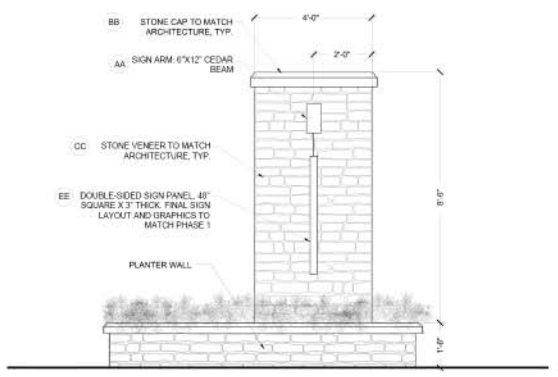 4'-0"
BB STONE CAP TO MATCH
ARCHITECTURE, TYP.
2'-0"
AA SIGN ARM: 6"X12" CEDAR
BEAM
CC STONE VENEER TO MATCH
ARCHITECTURE, TYP.
8'-6"
EE DOUBLE-SIDED SIGN PANEL, 48"
SQUARE X 3" THICK. FINAL SIGN
LAYOUT AND GRAPHICS TO
MATCH PHASE 1
PLANTER WALL
1'-6"